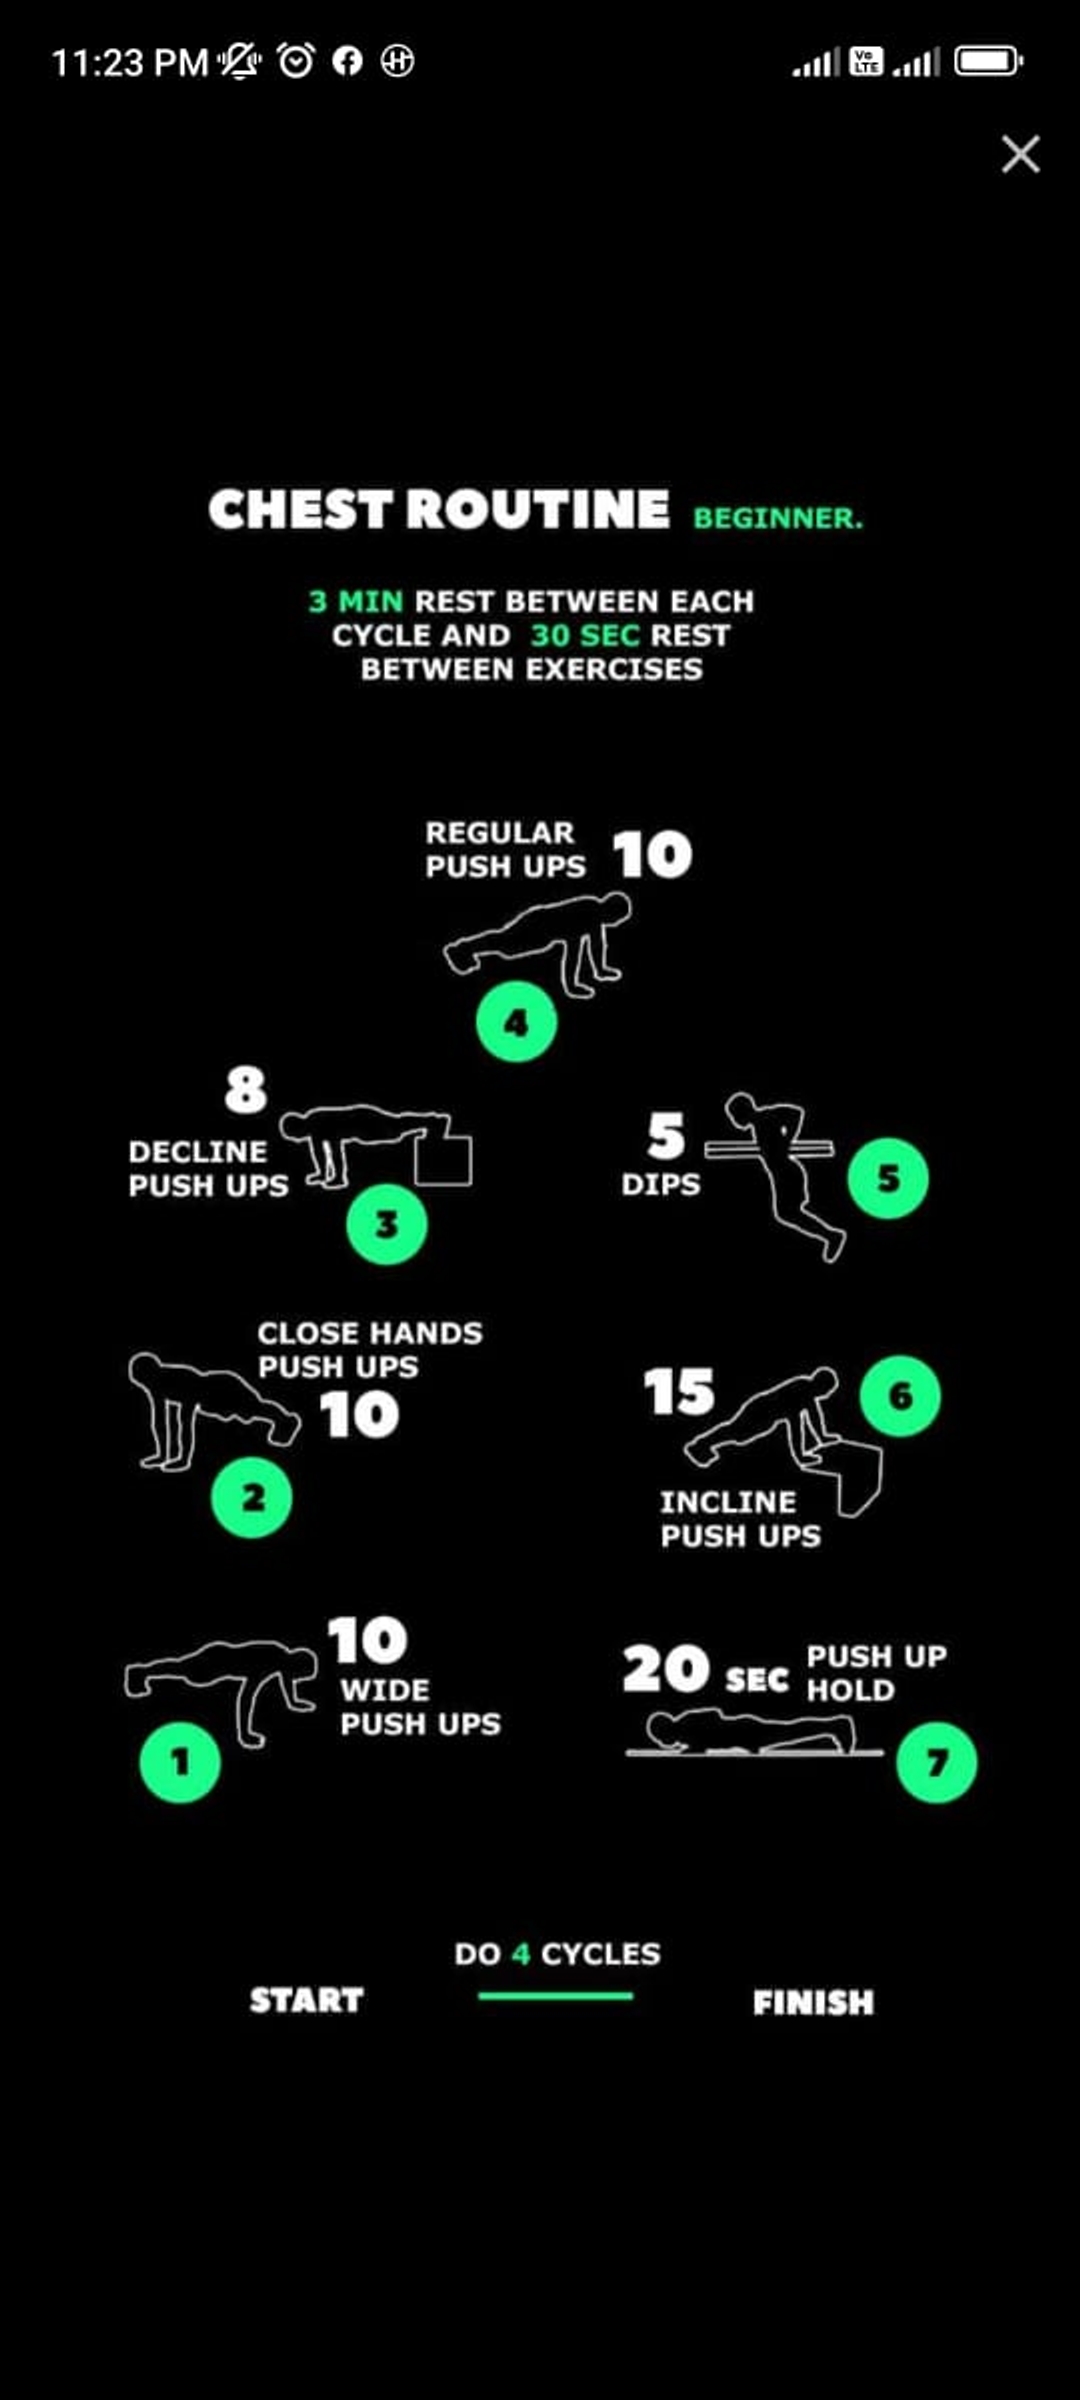 11:23 PM
Vo
LTE
CHEST ROUTINE BEGINNER.
3 MIN REST BETWEEN EACH
CYCLE AND 30 SEC REST
BETWEEN EXERCISES
REGULAR
PUSH UPS 10
4
8
DECLINE
PUSH UPS
3
5
DIPS
5
CLOSE HANDS
PUSH UPS
10
2
15
6
INCLINE
PUSH UPS
10
WIDE
PUSH UPS
1
20 SEC PUSH UP
HOLD
7
DO 4 CYCLES
START
FINISH